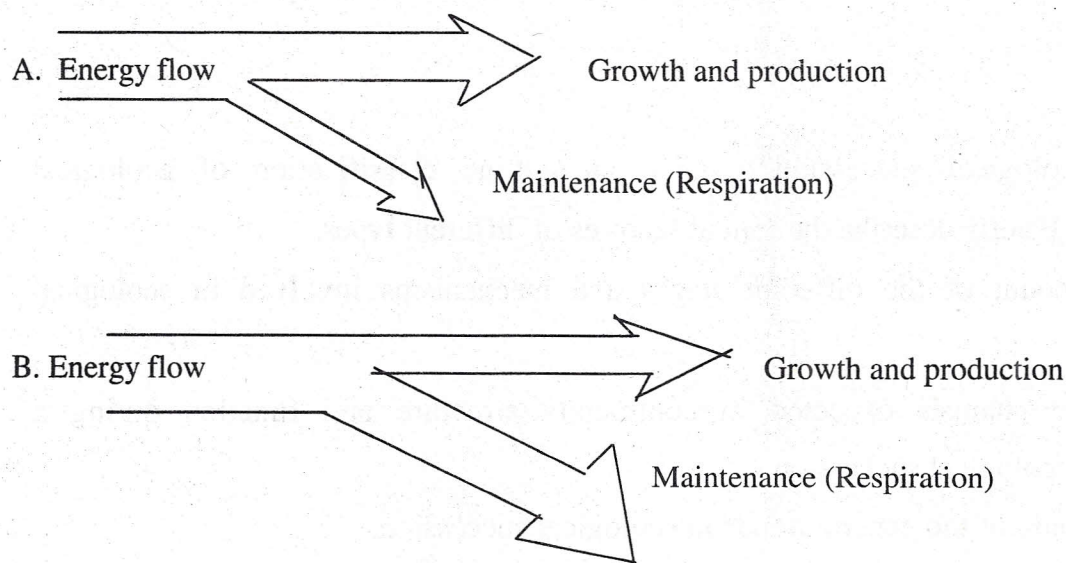 A. Energy flow
Growth and production
Maintenance (Respiration)
B. Energy flow
Growth and production
Maintenance (Respiration)